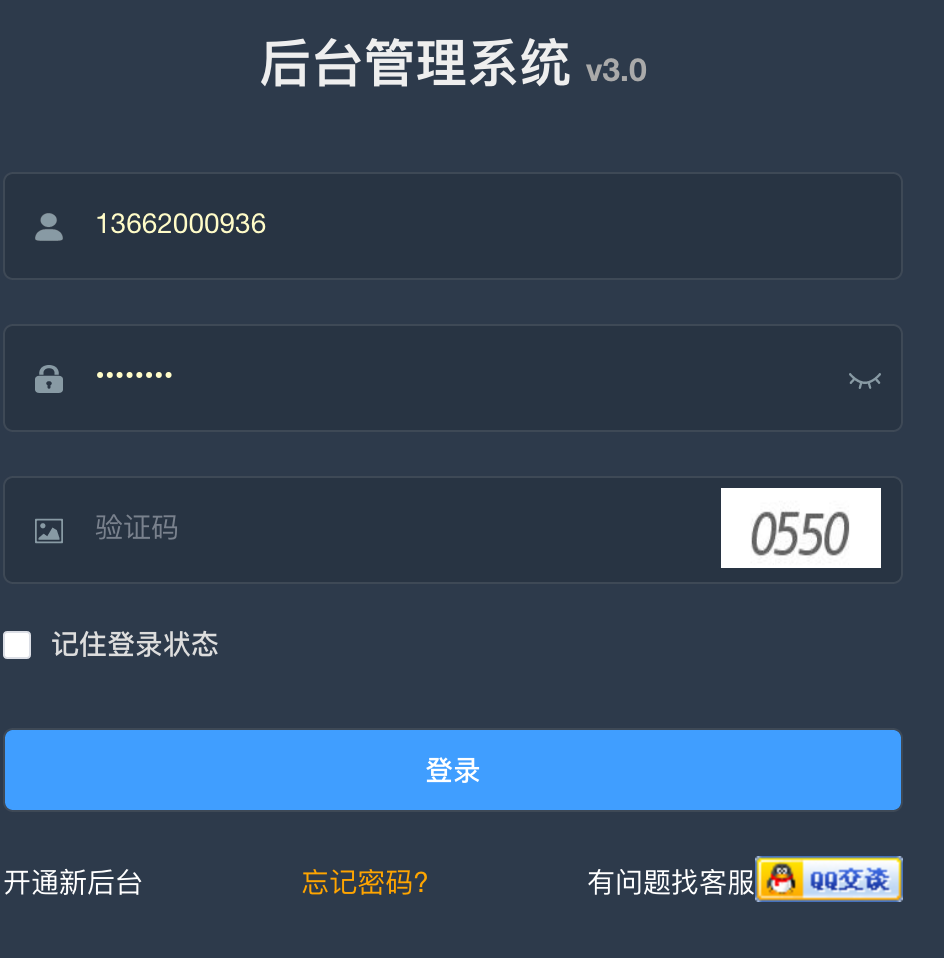 后台管理系统 v3.0
13662000936
••••••••
验证码 0550
记住登录状态
登录
开通新后台 忘记密码? 有问题找客服 QQ交谈